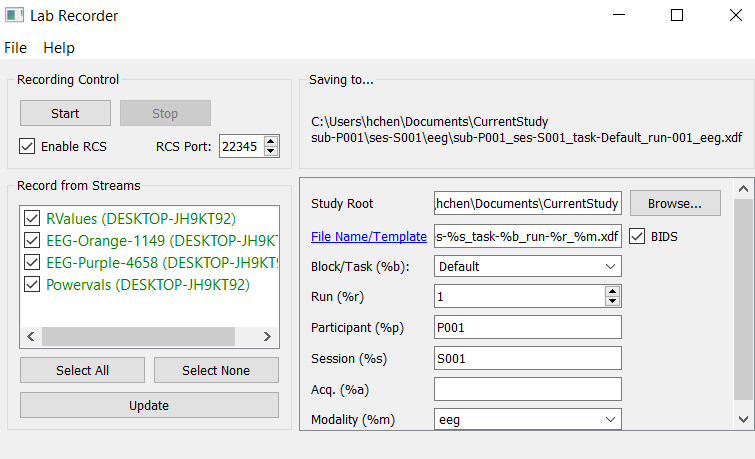 Lab Recorder
File Help
Recording Control
Start Stop
Enable RCS RCS Port: 22345
Saving to...
C:\Users\hchen\Documents\CurrentStudy
sub-P001\ses-S001\eeg\sub-P001_ses-S001_task-Default_run-001_eeg.xdf
Record from Streams
RValues (DESKTOP-JH9KT92)
EEG-Orange-1149 (DESKTOP-JH9KT
EEG-Purple-4658 (DESKTOP-JH9KT9
Powervals (DESKTOP-JH9KT92)
Select All Select None
Update
Study Root hchen\Documents\CurrentStudy Browse...
File Name/Template s-%s_task-%b_run-%r_%m.xdf BIDS
Block/Task (%b): Default
Run (%r) 1
Participant (%p) P001
Session (%s) S001
Acq. (%a)
Modality (%m) eeg